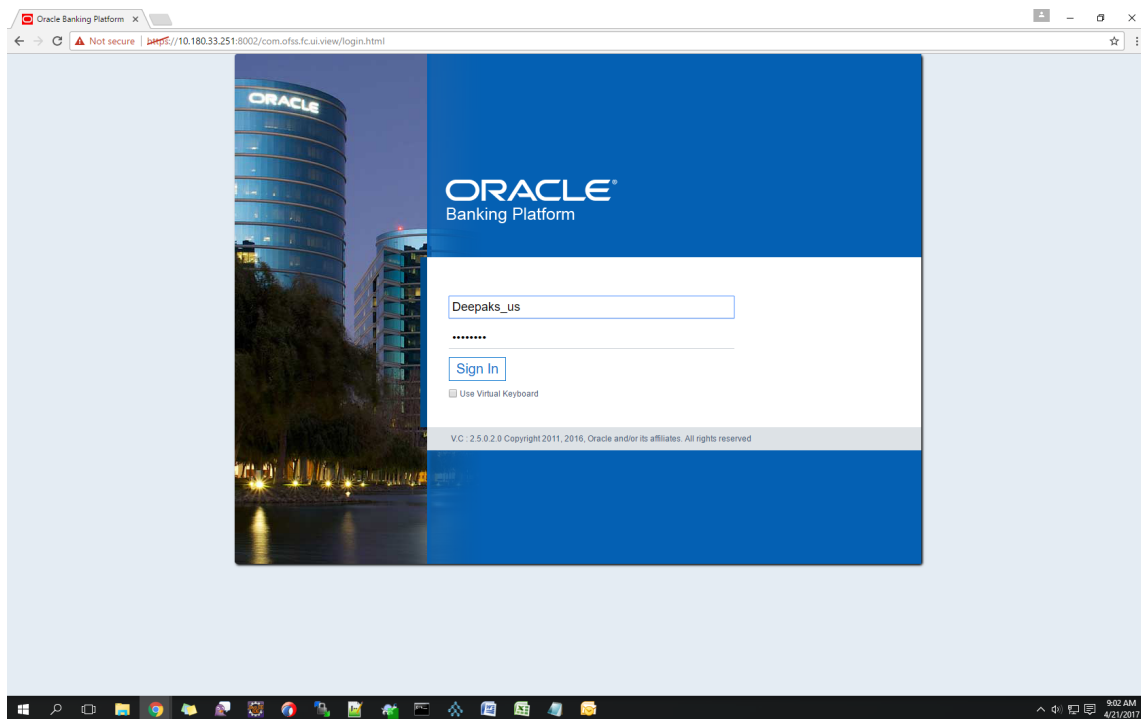 Oracle Banking Platform
Not secure | https://10.180.33.251:8002/com.ofss.fc.ui.view/login.html
ORACLE
ORACLE®
Banking Platform
Deepaks_us
••••••••
Sign In
Use Virtual Keyboard
V.C : 2.5.0.2.0 Copyright 2011, 2016, Oracle and/or its affiliates. All rights reserved
9:02 AM
4/21/2017